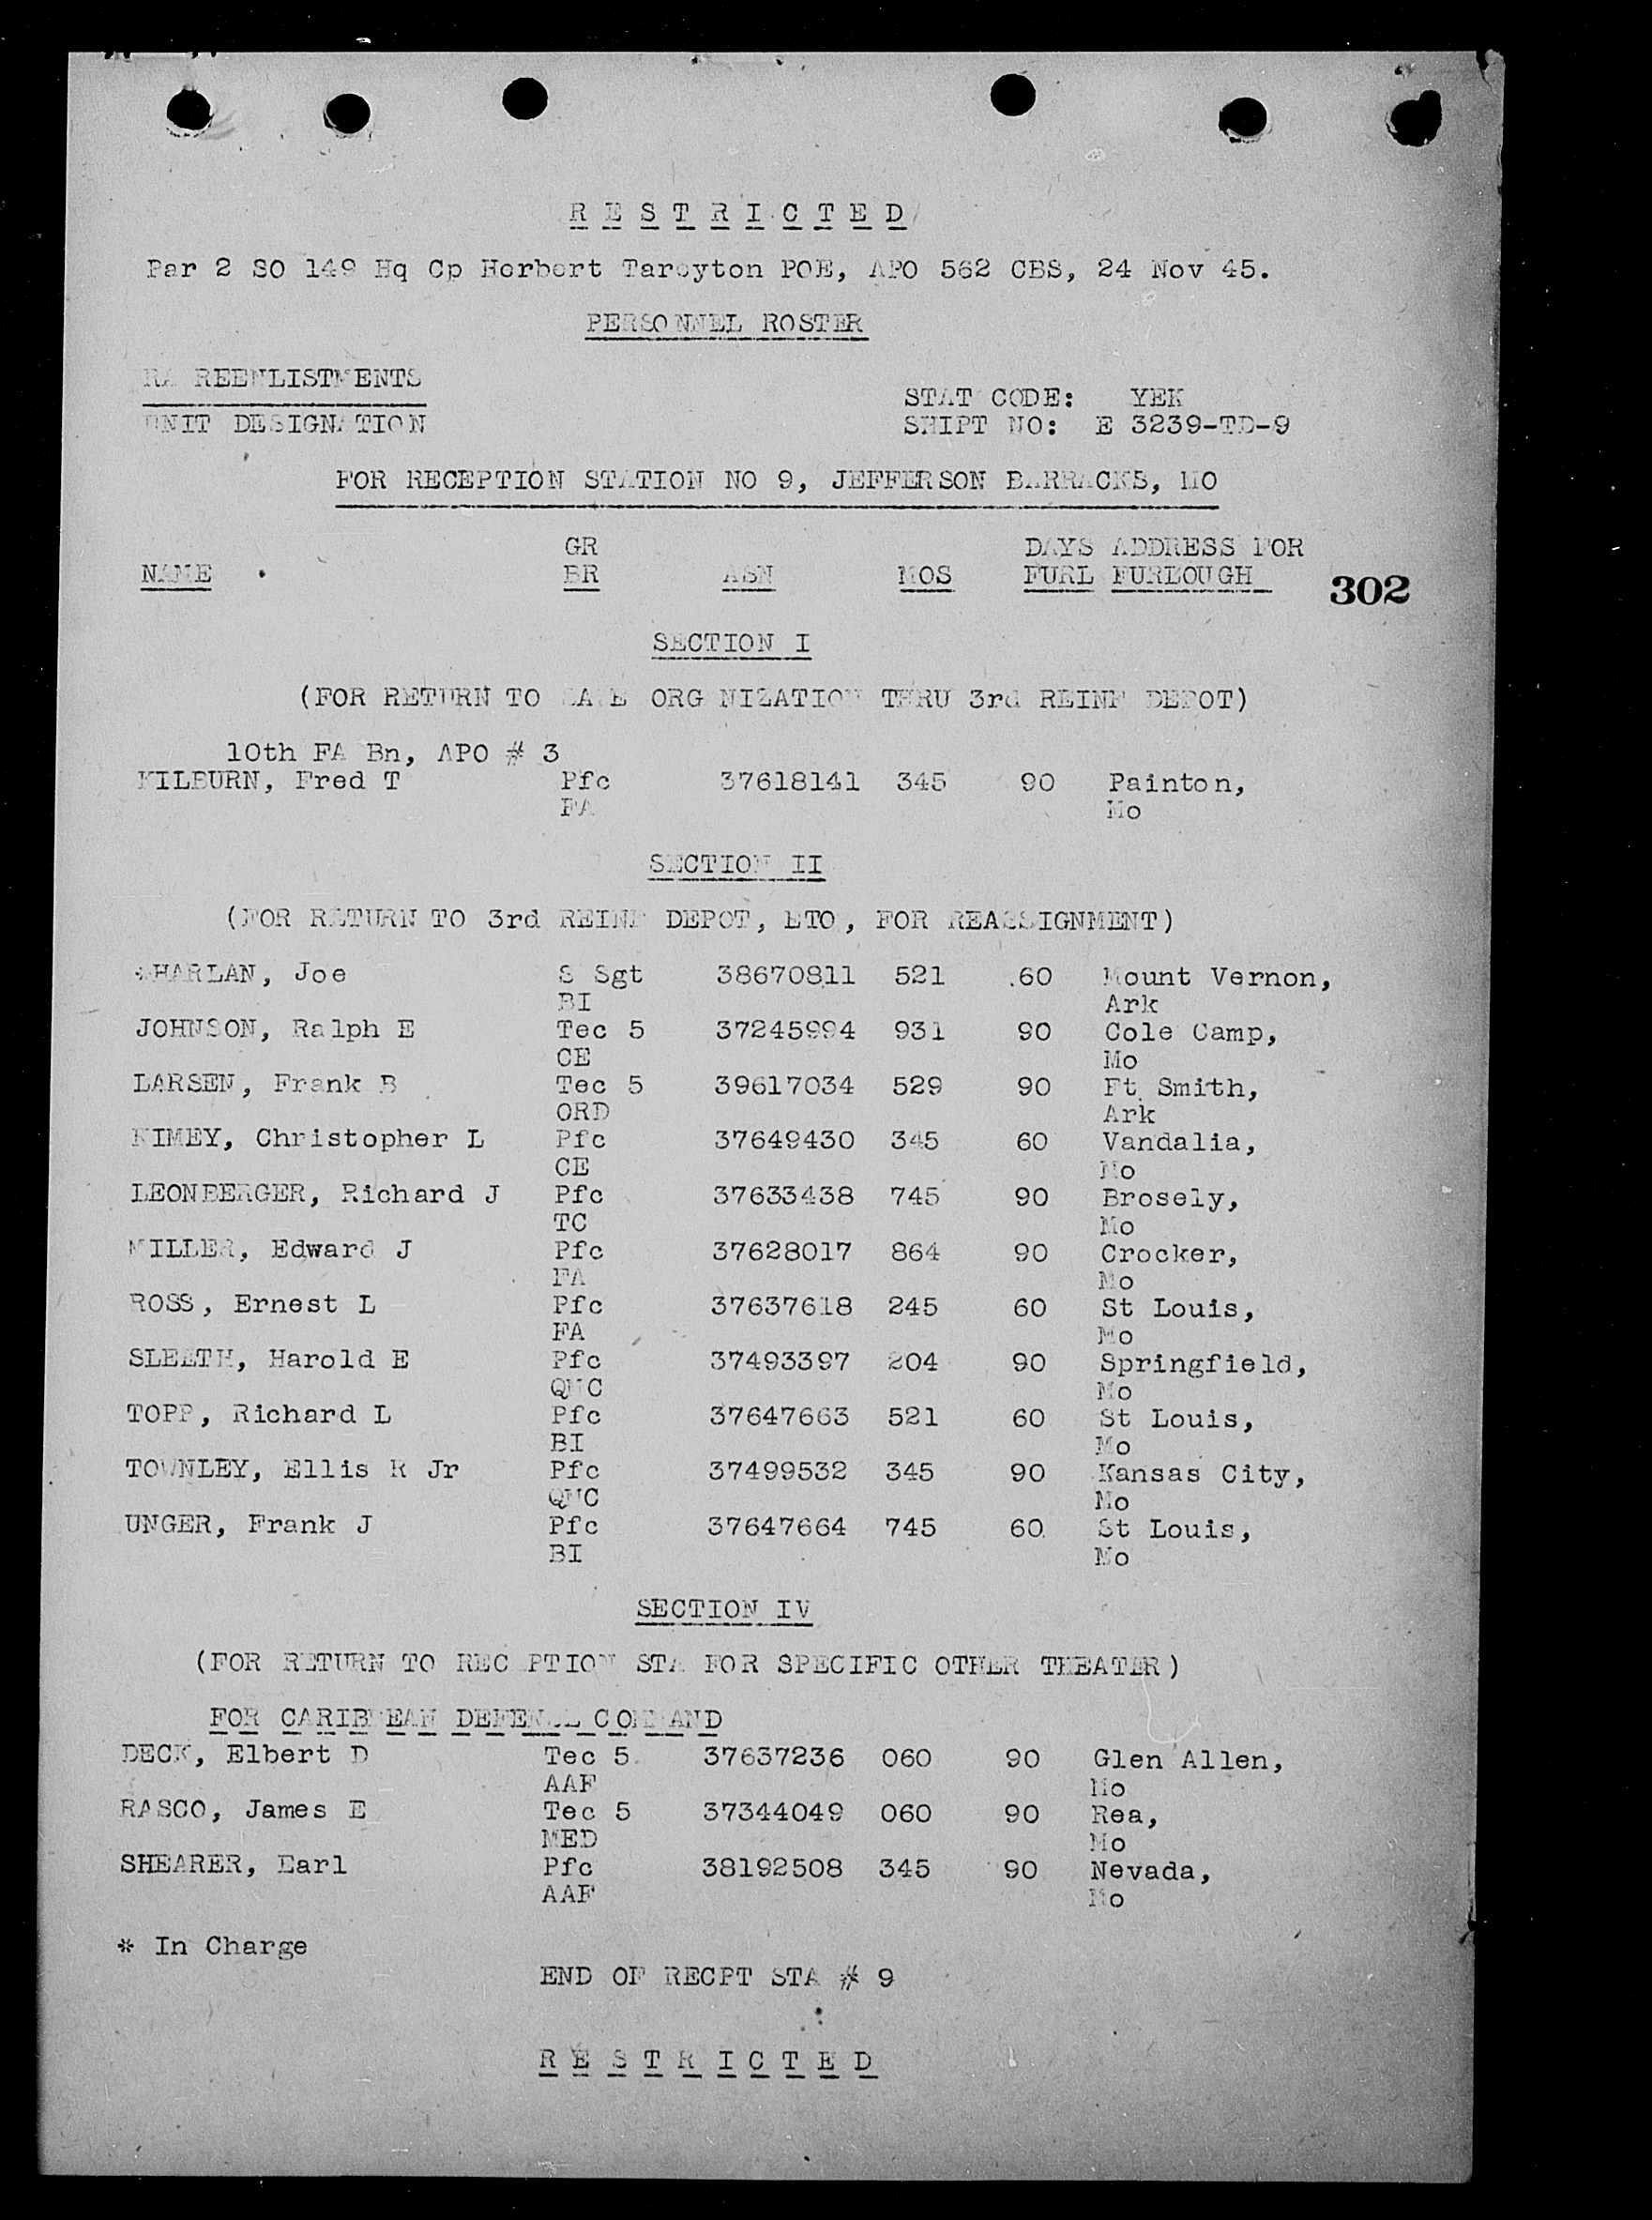 R E S T R I C T E D
Par 2 SO 149 Hq Cp Herbert Tareyton POE, APO 562 CBS, 24 Nov 45.
PERSONNEL ROSTER
RA REENLISTMENTS
STAT CODE: YEK
UNIT DESIGNATION
SHIPT NO: E 3239-TD-9
FOR RECEPTION STATION NO 9, JEFFERSON BARRACKS, MO
GR DAYS ADDRESS FOR
NAME BR ASN MOS FURL FURLOUGH
302
SECTION I
(FOR RETURN TO ORGANIZATION THRU 3rd REINF DEPOT)
10th FA Bn, APO # 3
KILBURN, Fred T Pfc 37618141 345 90 Painton,
FA Mo
SECTION II
(FOR RETURN TO 3rd REINF DEPOT, ETO, FOR REASSIGNMENT)
*HARLAN, Joe S Sgt 38670811 521 60 Mount Vernon,
BI Ark
JOHNSON, Ralph E Tec 5 37245994 931 90 Cole Camp,
CE Mo
LARSEN, Frank B Tec 5 39617034 529 90 Ft Smith,
ORD Ark
KIMEY, Christopher L Pfc 37649430 345 60 Vandalia,
CE Mo
LEONBERGER, Richard J Pfc 37633438 745 90 Brosely,
TC Mo
MILLER, Edward J Pfc 37628017 864 90 Crocker,
FA Mo
ROSS, Ernest L Pfc 37637618 245 60 St Louis,
FA Mo
SLEETH, Harold E Pfc 37493397 204 90 Springfield,
QMC Mo
TOPP, Richard L Pfc 37647663 521 60 St Louis,
BI Mo
TOWNLEY, Ellis R Jr Pfc 37499532 345 90 Kansas City,
QMC Mo
UNGER, Frank J Pfc 37647664 745 60 St Louis,
BI Mo
SECTION IV
(FOR RETURN TO RECEPTION STA FOR SPECIFIC OTHER THEATER)
FOR CARIBBEAN DEFENSE COMMAND
DECK, Elbert D Tec 5 37637236 060 90 Glen Allen,
AAF Mo
RASCO, James E Tec 5 37344049 060 90 Rea,
MED Mo
SHEARER, Earl Pfc 38192508 345 90 Nevada,
AAF Mo
* In Charge
END OF RECPT STA # 9
R E S T R I C T E D